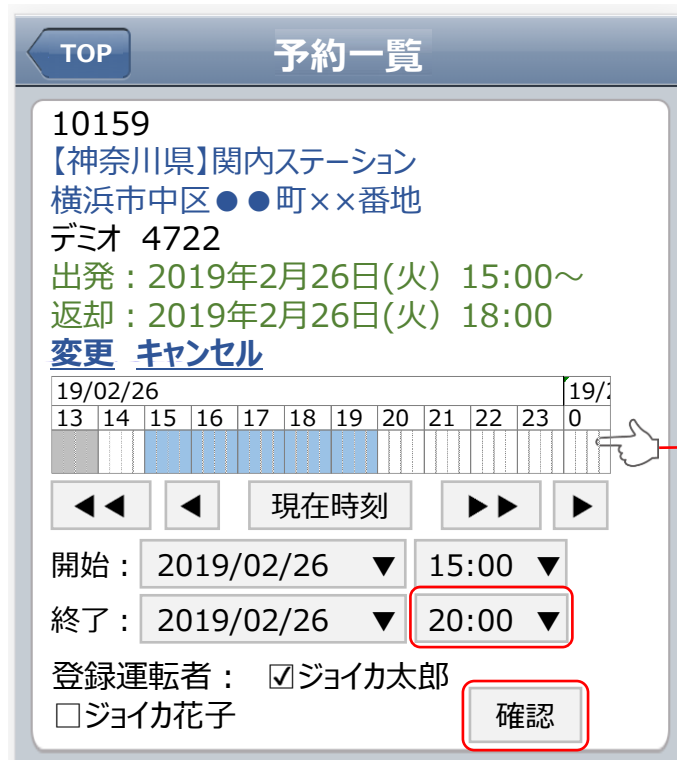 TOP 予約一覧
10159
【神奈川県】関内ステーション
横浜市中区●●町××番地
デミオ 4722
出発：2019年2月26日(火）15:00～
返却：2019年2月26日(火）18:00
変更 キャンセル
19/02/26 19/2
13 14 15 16 17 18 19 20 21 22 23 0
◀◀ ◀ 現在時刻 ▶▶ ▶
開始： 2019/02/26 ▼ 15:00 ▼
終了： 2019/02/26 ▼ 20:00 ▼
登録運転者： ☑ジョイカ太郎
□ジョイカ花子 確認